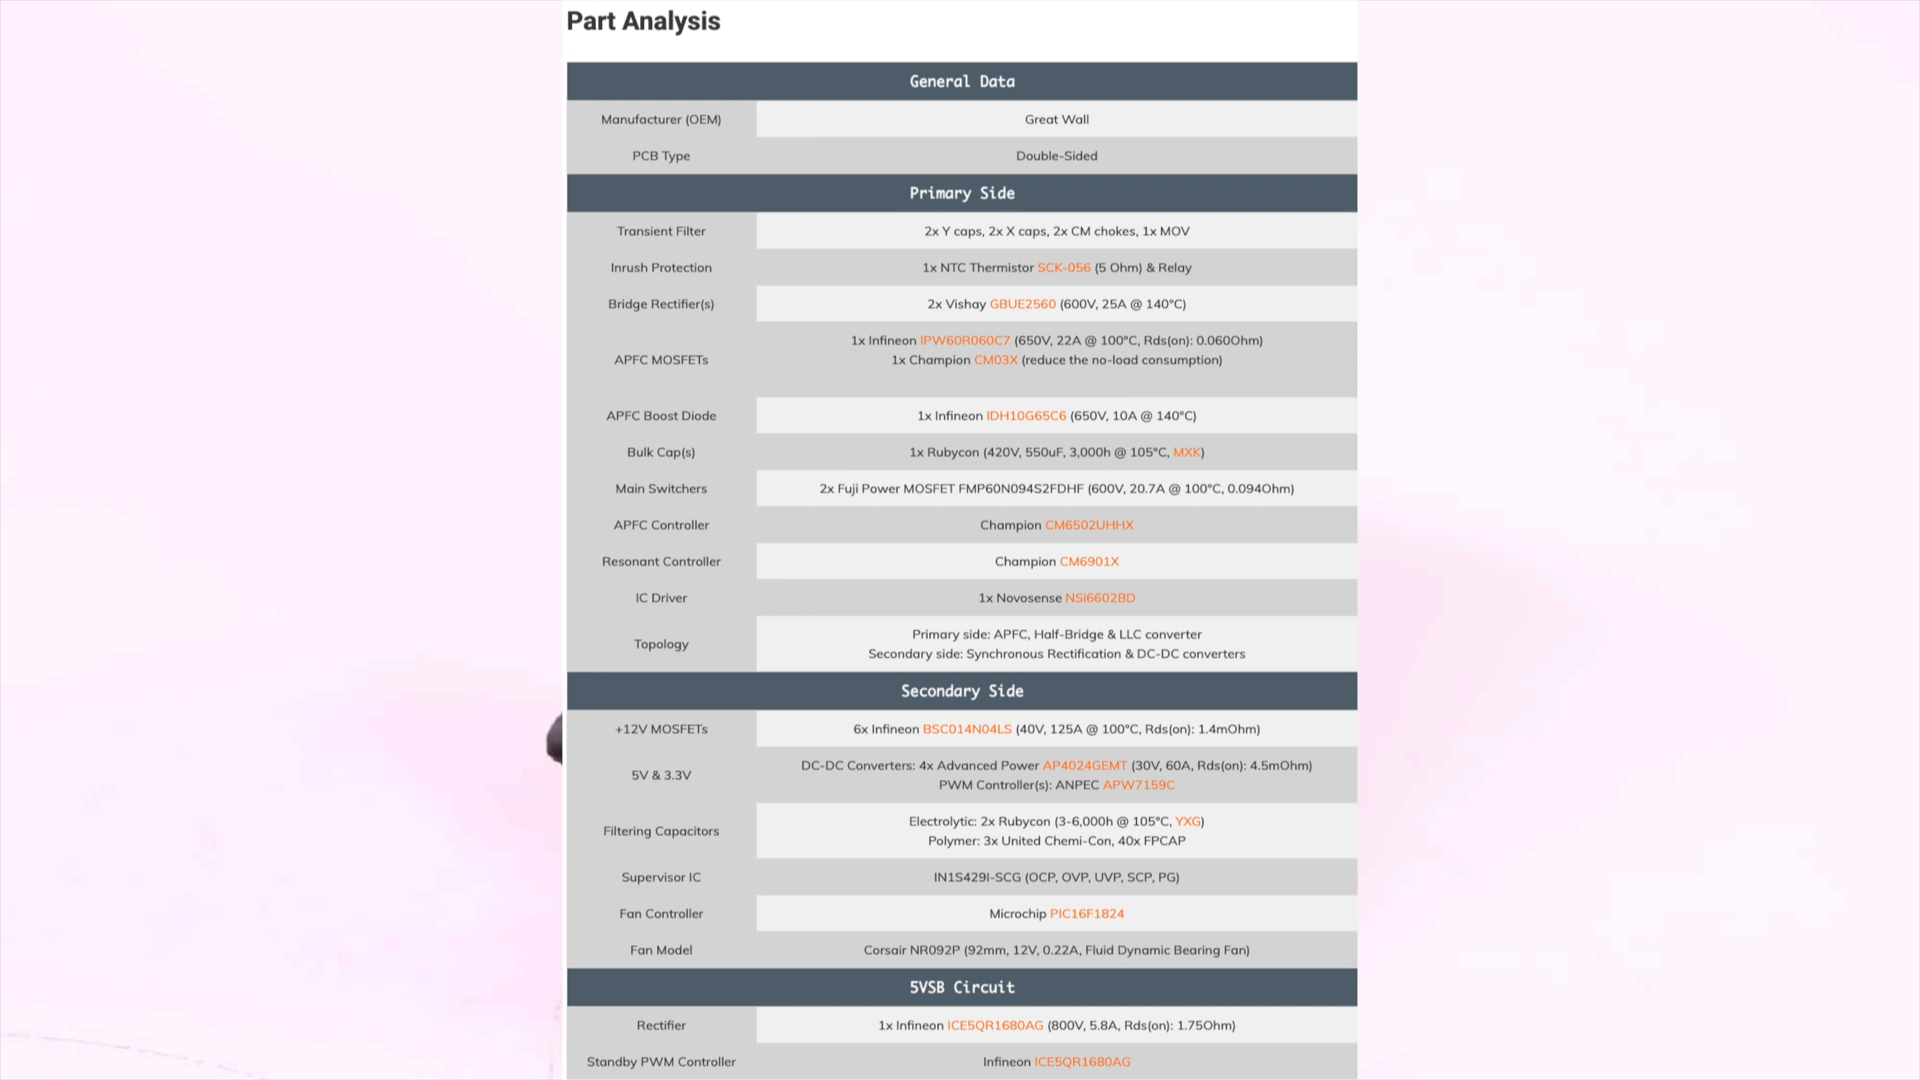 Part Analysis
General Data
Manufacturer (OEM) Great Wall
PCB Type Double-Sided
Primary Side
Transient Filter 2x Y caps, 2x X caps, 2x CM chokes, 1x MOV
Inrush Protection 1x NTC Thermistor SCK-056 (5 Ohm) & Relay
Bridge Rectifier(s) 2x Vishay GBUE2560 (600V, 25A @ 140°C)
APFC MOSFETs
1x Infineon IPW60R060C7 (650V, 22A @ 100°C, Rds(on): 0.060Ohm)
1x Champion CM03X (reduce the no-load consumption)
APFC Boost Diode 1x Infineon IDH10G65C6 (650V, 10A @ 140°C)
Bulk Cap(s) 1x Rubycon (420V, 550uF, 3,000h @ 105°C, MXK)
Main Switchers 2x Fuji Power MOSFET FMP60N094S2FDHF (600V, 20.7A @ 100°C, 0.094Ohm)
APFC Controller Champion CM6502UHHX
Resonant Controller Champion CM6901X
IC Driver 1x Novosense NSi6602BD
Topology
Primary side: APFC, Half-Bridge & LLC converter
Secondary side: Synchronous Rectification & DC-DC converters
Secondary Side
+12V MOSFETs 6x Infineon BSC014N04LS (40V, 125A @ 100°C, Rds(on): 1.4mOhm)
5V & 3.3V
DC-DC Converters: 4x Advanced Power AP4024GEMT (30V, 60A, Rds(on): 4.5mOhm)
PWM Controller(s): ANPEC APW7159C
Filtering Capacitors
Electrolytic: 2x Rubycon (3-6,000h @ 105°C, YXG)
Polymer: 3x United Chemi-Con, 40x FPCAP
Supervisor IC IN1S429I-SCG (OCP, OVP, UVP, SCP, PG)
Fan Controller Microchip PIC16F1824
Fan Model Corsair NR092P (92mm, 12V, 0.22A, Fluid Dynamic Bearing Fan)
5VSB Circuit
Rectifier 1x Infineon ICE5QR1680AG (800V, 5.8A, Rds(on): 1.75Ohm)
Standby PWM Controller Infineon ICE5QR1680AG